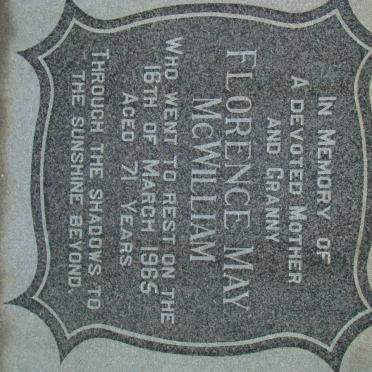 IN MEMORY OF
A DEVOTED MOTHER
AND GRANNY
FLORENCE MAY
MCWILLIAM
WHO WENT TO REST ON THE
16TH OF MARCH 1965
AGED 71 YEARS
THROUGH THE SHADOWS TO
THE SUNSHINE BEYOND.